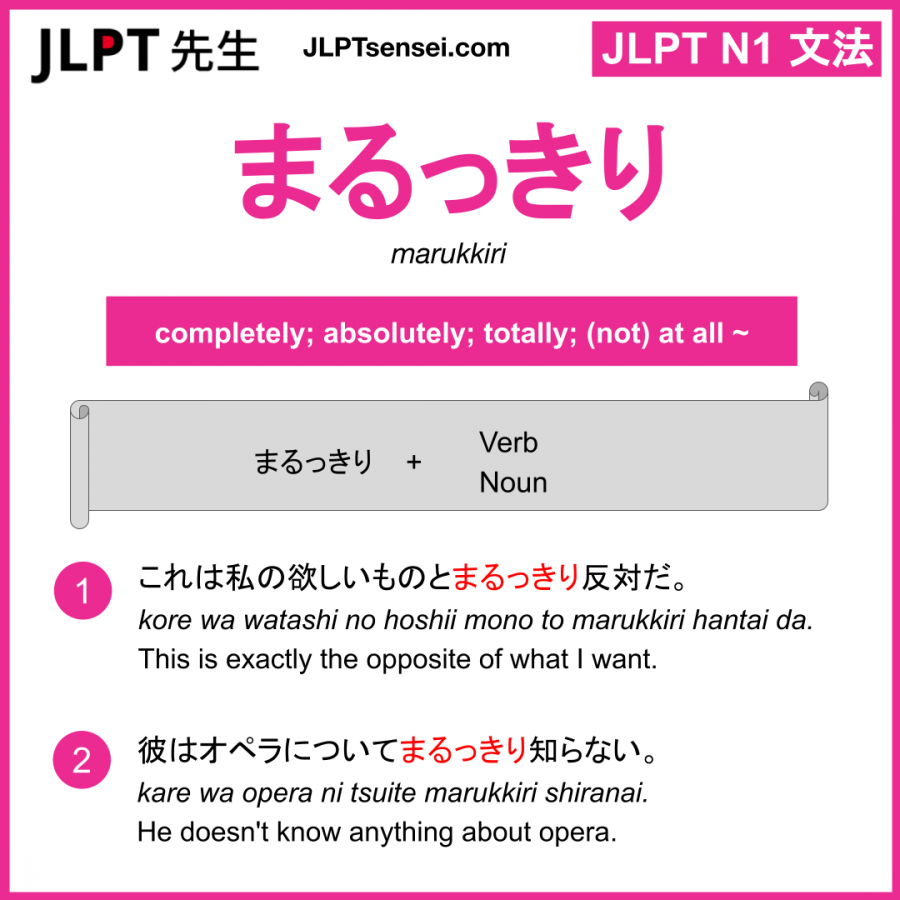 JLPT 先生
JLPTsensei.com
JLPT N1 文法
まるっきり
marukkiri
completely; absolutely; totally; (not) at all ~
まるっきり + Verb
Noun
1
これは私の欲しいものとまるっきり反対だ。
kore wa watashi no hoshii mono to marukkiri hantai da.
This is exactly the opposite of what I want.
2
彼はオペラについてまるっきり知らない。
kare wa opera ni tsuite marukkiri shiranai.
He doesn't know anything about opera.